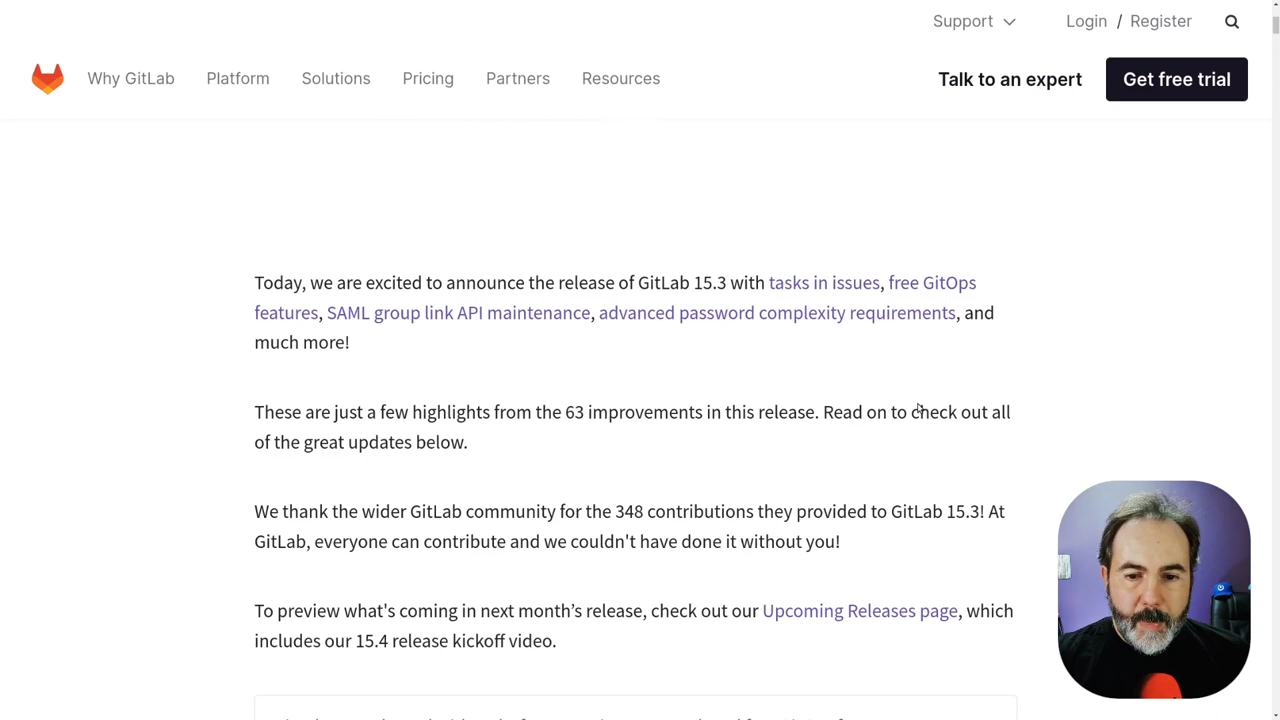 Support
Login / Register
Why GitLab Platform Solutions Pricing Partners Resources
Talk to an expert Get free trial
Today, we are excited to announce the release of GitLab 15.3 with tasks in issues, free GitOps
features, SAML group link API maintenance, advanced password complexity requirements, and
much more!
These are just a few highlights from the 63 improvements in this release. Read on to check out all
of the great updates below.
We thank the wider GitLab community for the 348 contributions they provided to GitLab 15.3! At
GitLab, everyone can contribute and we couldn't have done it without you!
To preview what's coming in next month’s release, check out our Upcoming Releases page, which
includes our 15.4 release kickoff video.